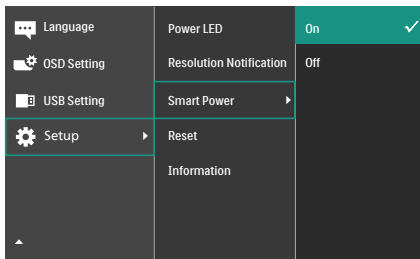 Language
OSD Setting
USB Setting
Setup
Power LED
Resolution Notification
Smart Power
Reset
Information
On
Off